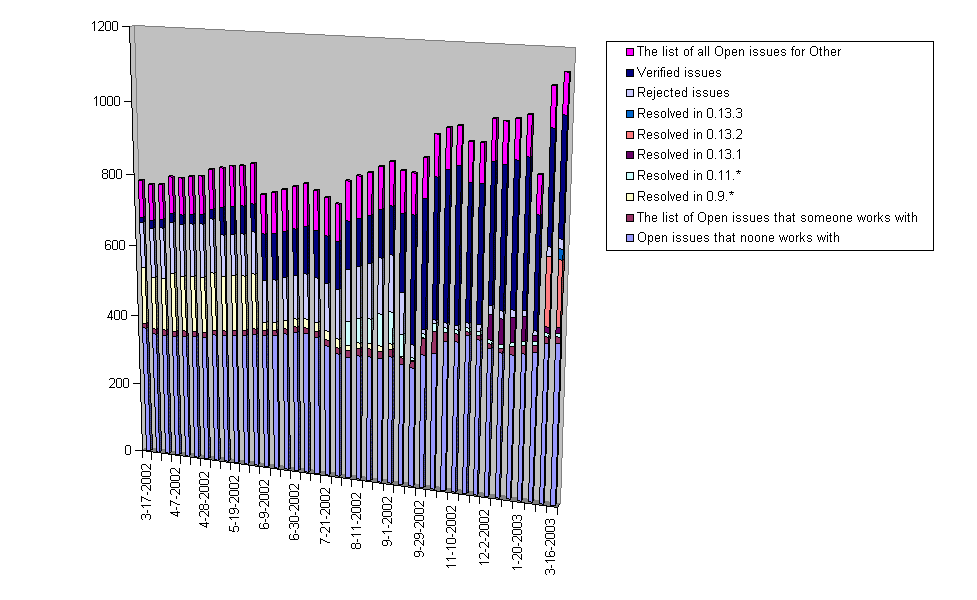 1200
1000
800
600
400
200
0
3-17-2002
4-7-2002
4-28-2002
5-19-2002
6-9-2002
6-30-2002
7-21-2002
8-11-2002
9-1-2002
9-29-2002
11-10-2002
12-2-2002
1-20-2003
3-16-2003
The list of all Open issues for Other
Verified issues
Rejected issues
Resolved in 0.13.3
Resolved in 0.13.2
Resolved in 0.13.1
Resolved in 0.11.*
Resolved in 0.9.*
The list of Open issues that someone works with
Open issues that noone works with